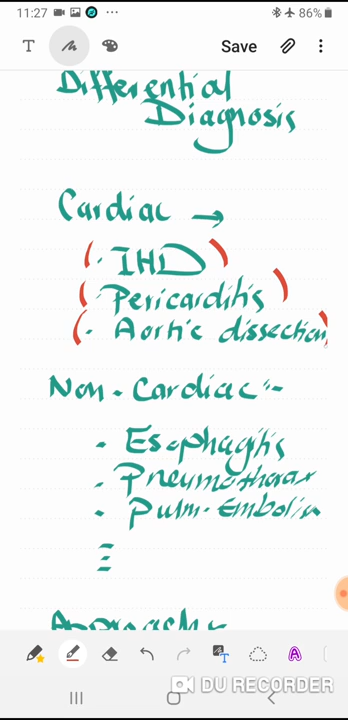 11:27
86%
T
Save
Differential
Diagnosis
Cardiac →
( · IHD )
( · Pericarditis )
( · Aortic dissection )
Non-Cardiac :-
- Esophagitis
- Pneumothorax
- Pulm. Embolism
Approach :-
T
A
DU RECORDER